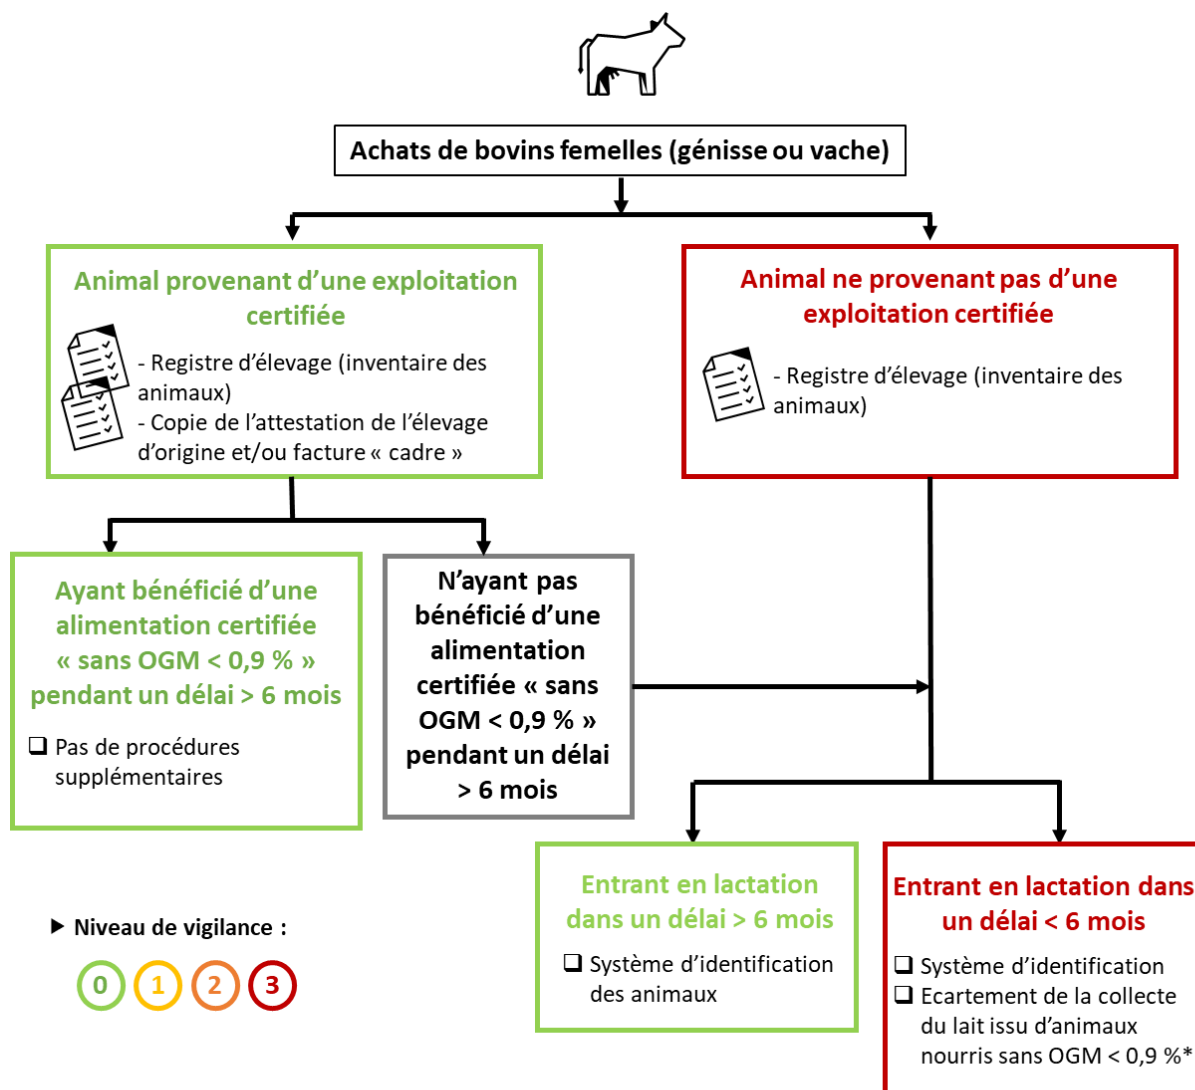 Achats de bovins femelles (génisse ou vache)
Animal provenant d’une exploitation
certifiée
- Registre d’élevage (inventaire des
animaux)
- Copie de l’attestation de l’élevage
d’origine et/ou facture « cadre »
Animal ne provenant pas d’une
exploitation certifiée
- Registre d’élevage (inventaire des
animaux)
Ayant bénéficié d’une
alimentation certifiée
« sans OGM < 0,9 % »
pendant un délai > 6 mois
❑ Pas de procédures
supplémentaires
N’ayant pas
bénéficié d’une
alimentation
certifiée « sans
OGM < 0,9 % »
pendant un délai
> 6 mois
Entrant en lactation
dans un délai > 6 mois
❑ Système d’identification
des animaux
Entrant en lactation dans
un délai < 6 mois
❑ Système d’identification
❑ Ecartement de la collecte
du lait issu d’animaux
nourris sans OGM < 0,9 %*
Niveau de vigilance :
0 1 2 3